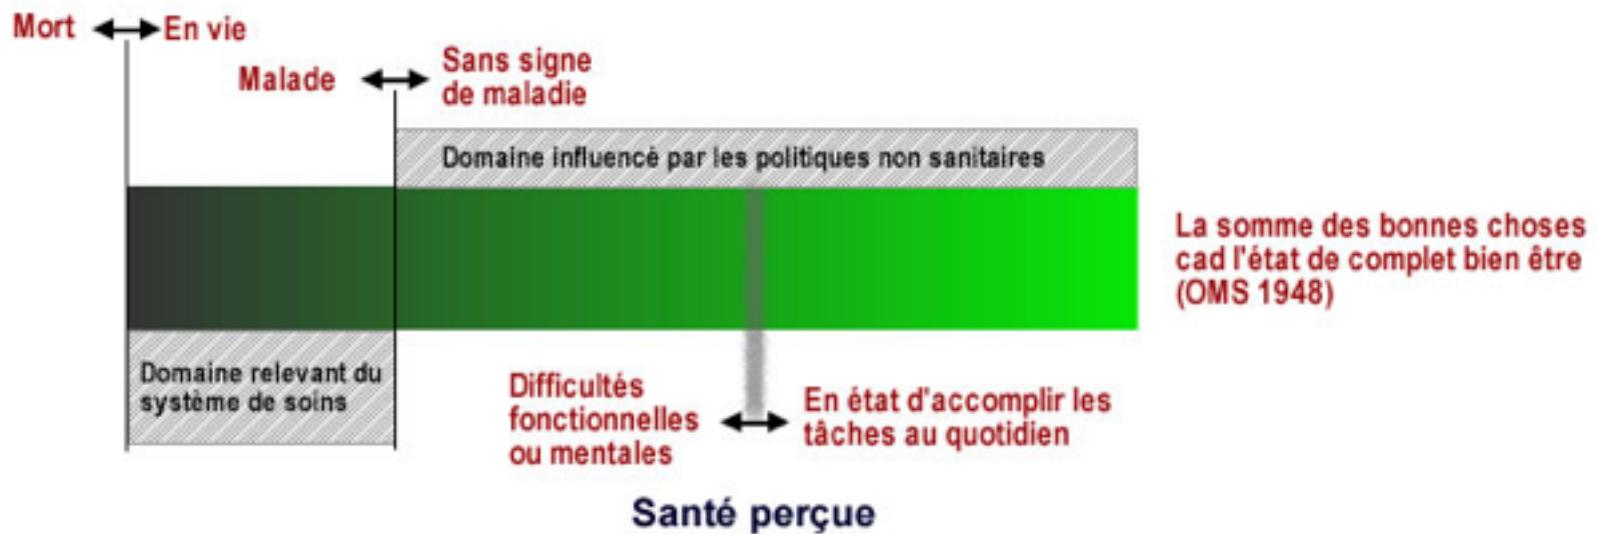 Mort
En vie
Malade
Sans signe
de maladie
Domaine influencé par les politiques non sanitaires
La somme des bonnes choses
cad l'état de complet bien être
(OMS 1948)
Domaine relevant du
système de soins
Difficultés
fonctionnelles
ou mentales
En état d'accomplir les
tâches au quotidien
Santé perçue